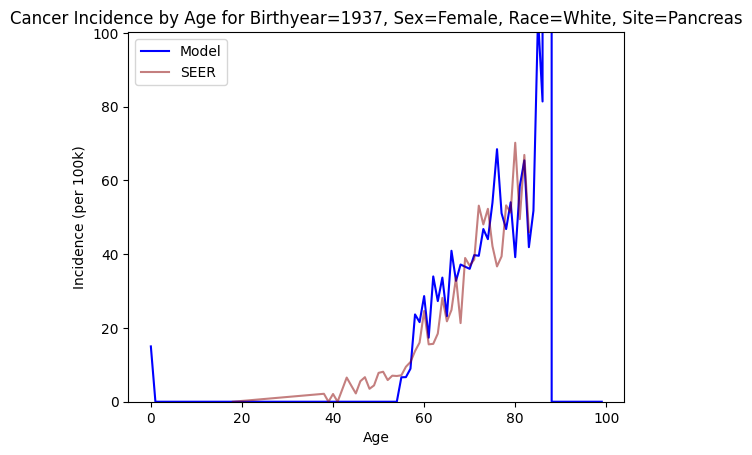 Cancer Incidence by Age for Birthyear=1937, Sex=Female, Race=White, Site=Pancreas
100
80
60
40
20
0
Incidence (per 100k)
Model
SEER
0
20
40
60
80
100
Age